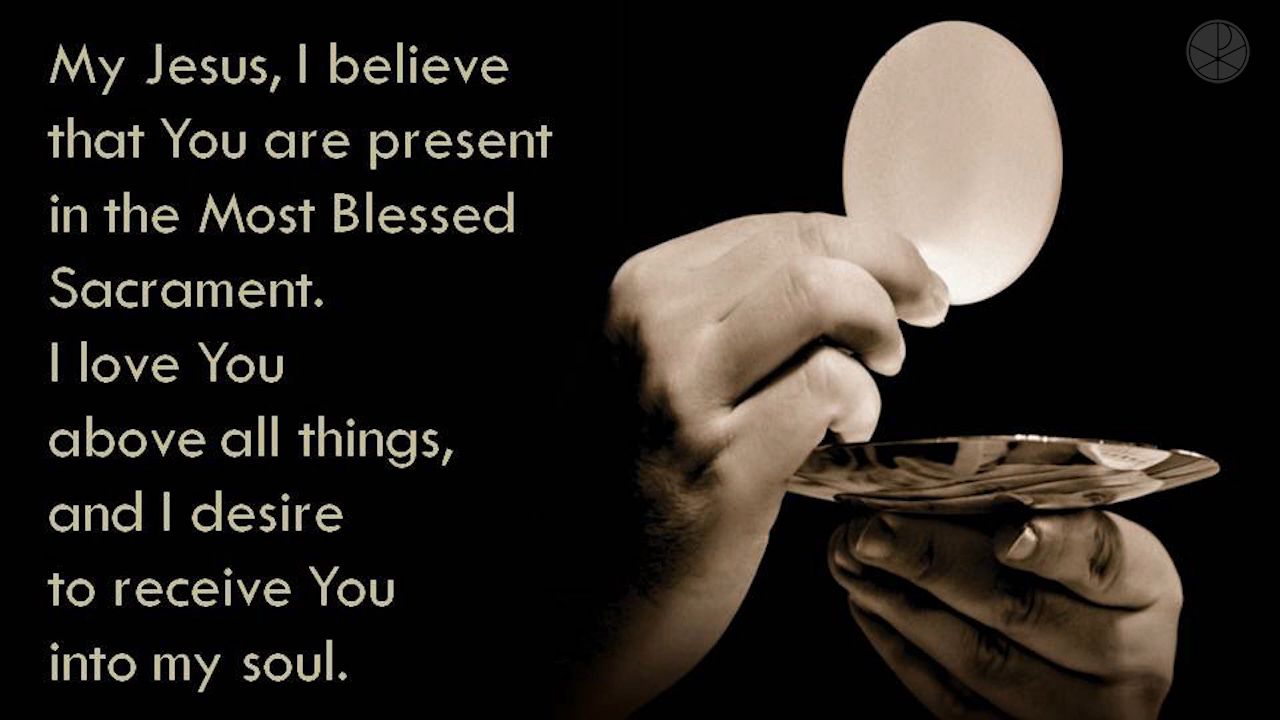 My Jesus, I believe
that You are present
in the Most Blessed
Sacrament.
I love You
above all things,
and I desire
to receive You
into my soul.